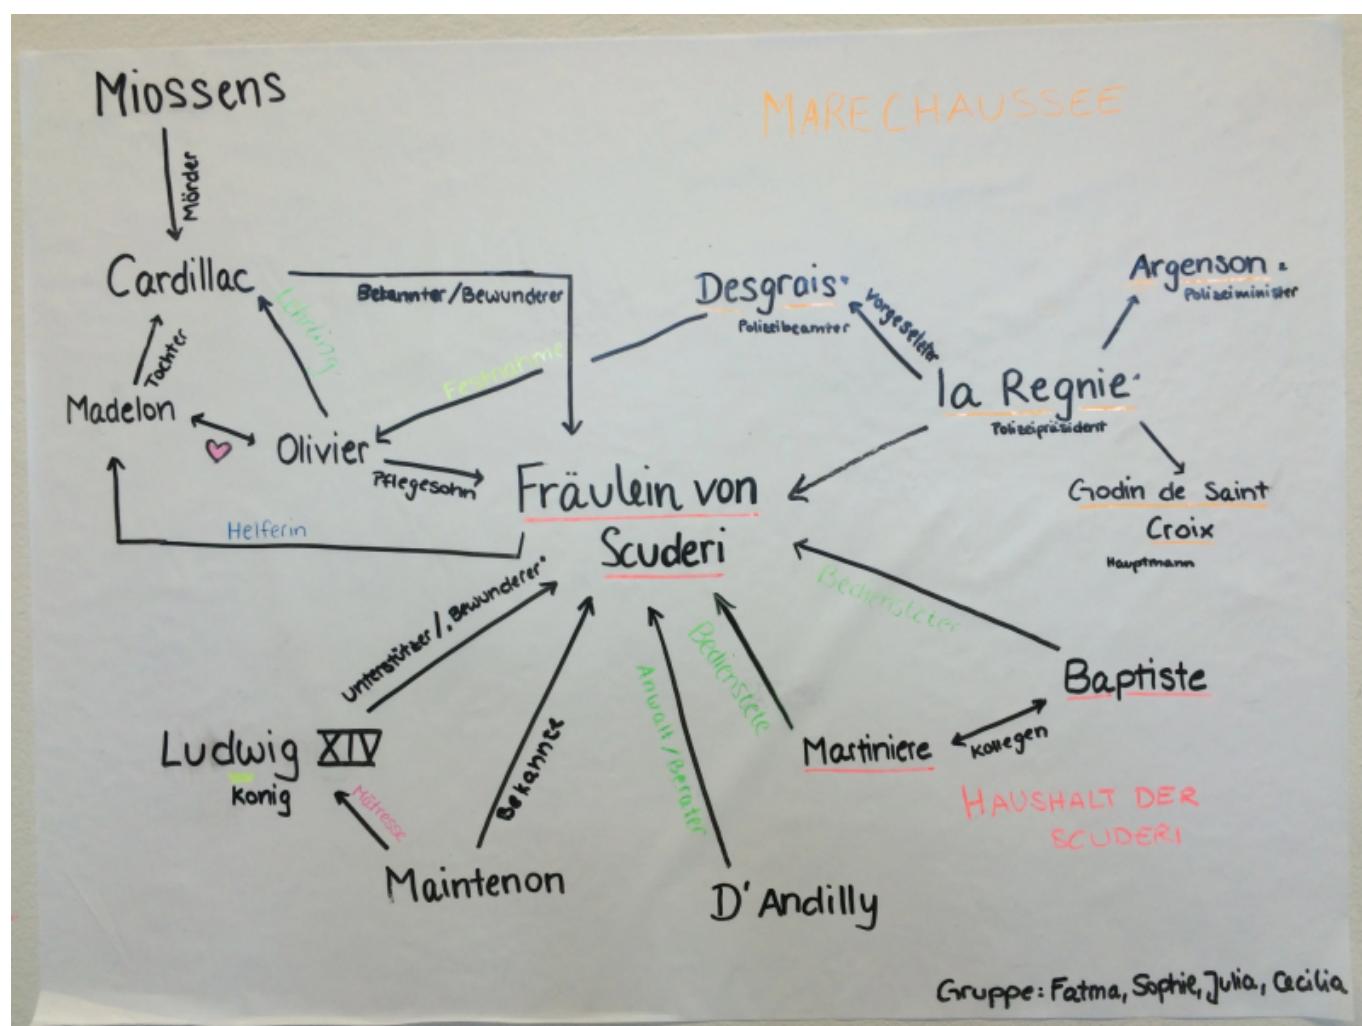 Miossens
MARECHAUSSEE
Mörder
Cardillac
Bekannter/Bewunderer
Lehrling
Desgrais
Polizeibeamter
Vorgesetzter
Argenson
Polizeiminister
Tochter
Festnahme
la Regnie
Polizeipräsident
Madelon
Olivier
Pflegesohn
Fräulein von
Scuderi
Godin de Saint
Croix
Hauptmann
Helferin
Unterstützer/, Bewunderer
Bediensteter
Bedienstete
Anwalt/Berater
Baptiste
Ludwig XIV
König
Martiniere
Kollegen
Bekannte
Mätresse
HAUSHALT DER
SCUDERI
Maintenon
D'Andilly
Gruppe: Fatma, Sophie, Julia, Cecilia